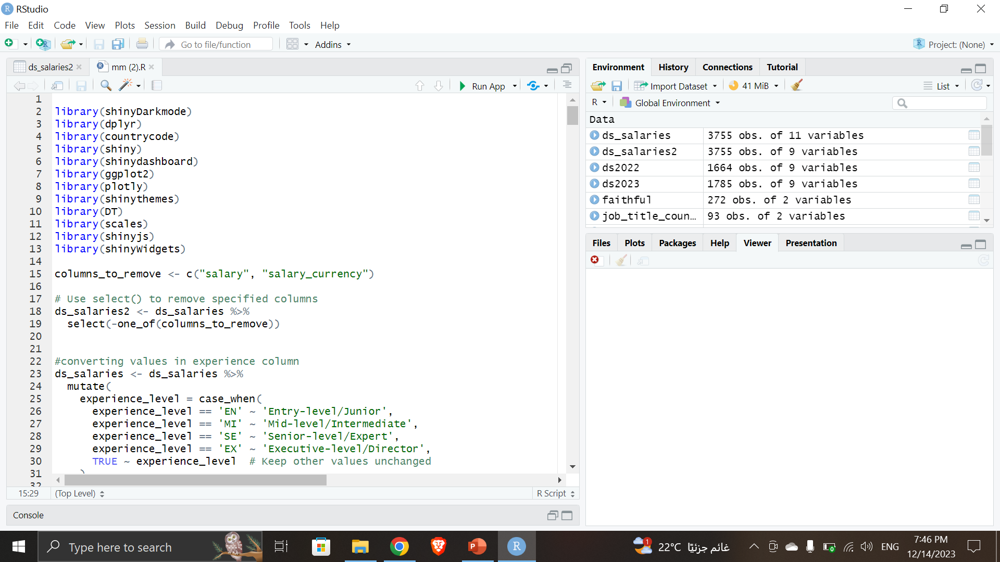 RStudio
File Edit Code View Plots Session Build Debug Profile Tools Help
Go to file/function Addins Project: (None)
ds_salaries2 mm (2).R
Run App
1
2 library(shinyDarkmode)
3 library(dplyr)
4 library(countrycode)
5 library(shiny)
6 library(shinydashboard)
7 library(ggplot2)
8 library(plotly)
9 library(shinythemes)
10 library(DT)
11 library(scales)
12 library(shinyjs)
13 library(shinyWidgets)
14
15 columns_to_remove <- c("salary", "salary_currency")
16
17 # Use select() to remove specified columns
18 ds_salaries2 <- ds_salaries %>%
19 select(-one_of(columns_to_remove))
20
21
22 #converting values in experience column
23 ds_salaries <- ds_salaries %>%
24 mutate(
25 experience_level = case_when(
26 experience_level == 'EN' ~ 'Entry-level/Junior',
27 experience_level == 'MI' ~ 'Mid-level/Intermediate',
28 experience_level == 'SE' ~ 'Senior-level/Expert',
29 experience_level == 'EX' ~ 'Executive-level/Director',
30 TRUE ~ experience_level # Keep other values unchanged
31 )
32
15:29 (Top Level) R Script
Console
Environment History Connections Tutorial
Import Dataset 41 MiB List
R Global Environment
Data
ds_salaries 3755 obs. of 11 variables
ds_salaries2 3755 obs. of 9 variables
ds2022 1664 obs. of 9 variables
ds2023 1785 obs. of 9 variables
faithful 272 obs. of 2 variables
job_title_coun… 93 obs. of 2 variables
Files Plots Packages Help Viewer Presentation
Type here to search
1 22°C غائم جزئيًا ENG
7:46 PM
12/14/2023